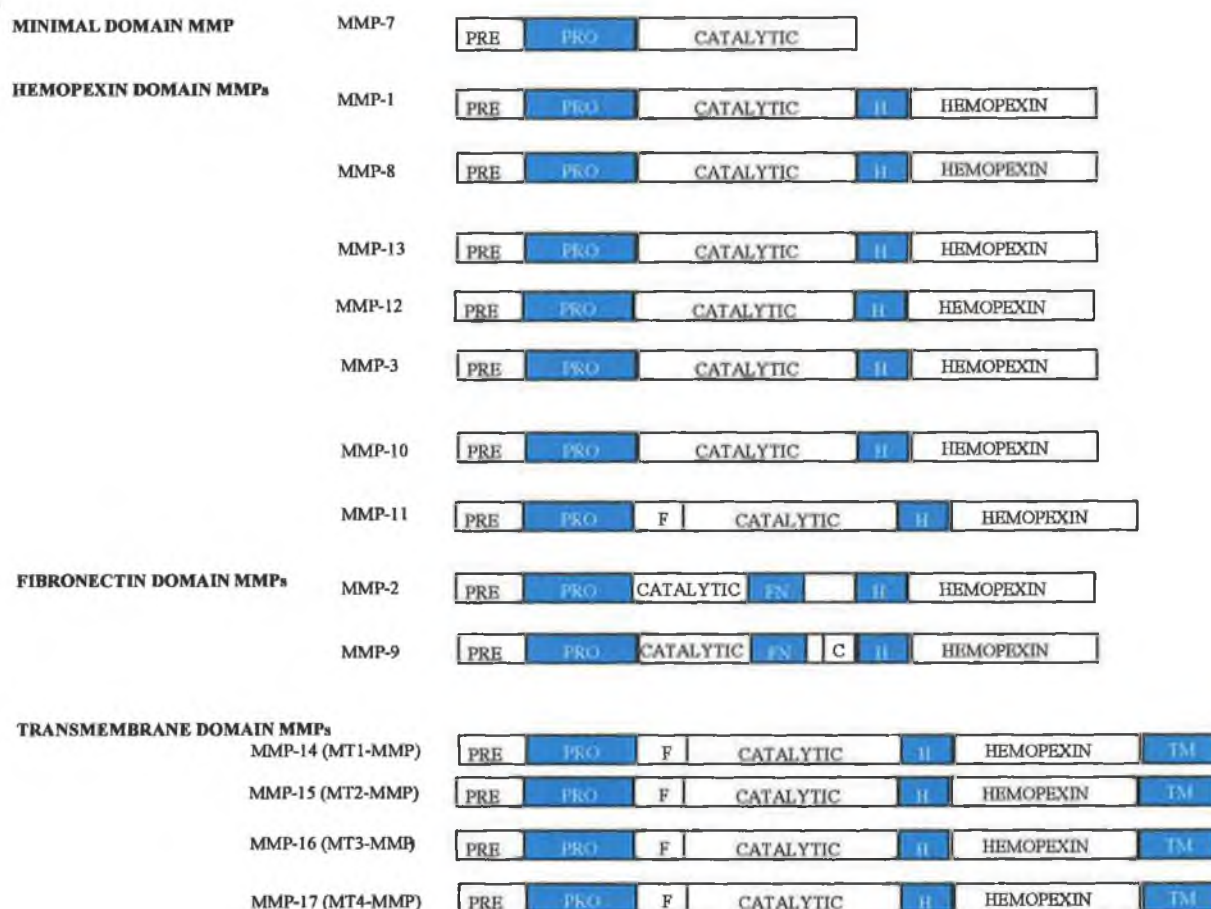 MINIMAL DOMAIN MMP MMP-7 PRE PRO CATALYTIC
HEMOPEXIN DOMAIN MMPs MMP-1 PRE PRO CATALYTIC H HEMOPEXIN
MMP-8 PRE PRO CATALYTIC H HEMOPEXIN
MMP-13 PRE PRO CATALYTIC H HEMOPEXIN
MMP-12 PRE PRO CATALYTIC H HEMOPEXIN
MMP-3 PRE PRO CATALYTIC H HEMOPEXIN
MMP-10 PRE PRO CATALYTIC H HEMOPEXIN
MMP-11 PRE PRO F CATALYTIC H HEMOPEXIN
FIBRONECTIN DOMAIN MMPs MMP-2 PRE PRO CATALYTIC FN H HEMOPEXIN
MMP-9 PRE PRO CATALYTIC FN C H HEMOPEXIN
TRANSMEMBRANE DOMAIN MMPs
MMP-14 (MT1-MMP) PRE PRO F CATALYTIC H HEMOPEXIN TM
MMP-15 (MT2-MMP) PRE PRO F CATALYTIC H HEMOPEXIN TM
MMP-16 (MT3-MMP) PRE PRO F CATALYTIC H HEMOPEXIN TM
MMP-17 (MT4-MMP) PRE PRO F CATALYTIC H HEMOPEXIN TM